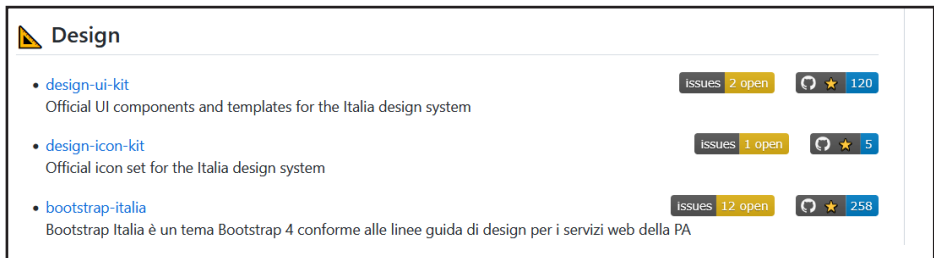 Design
design-ui-kit issues 2 open 120
Official UI components and templates for the Italia design system
design-icon-kit issues 1 open 5
Official icon set for the Italia design system
bootstrap-italia issues 12 open 258
Bootstrap Italia è un tema Bootstrap 4 conforme alle linee guida di design per i servizi web della PA